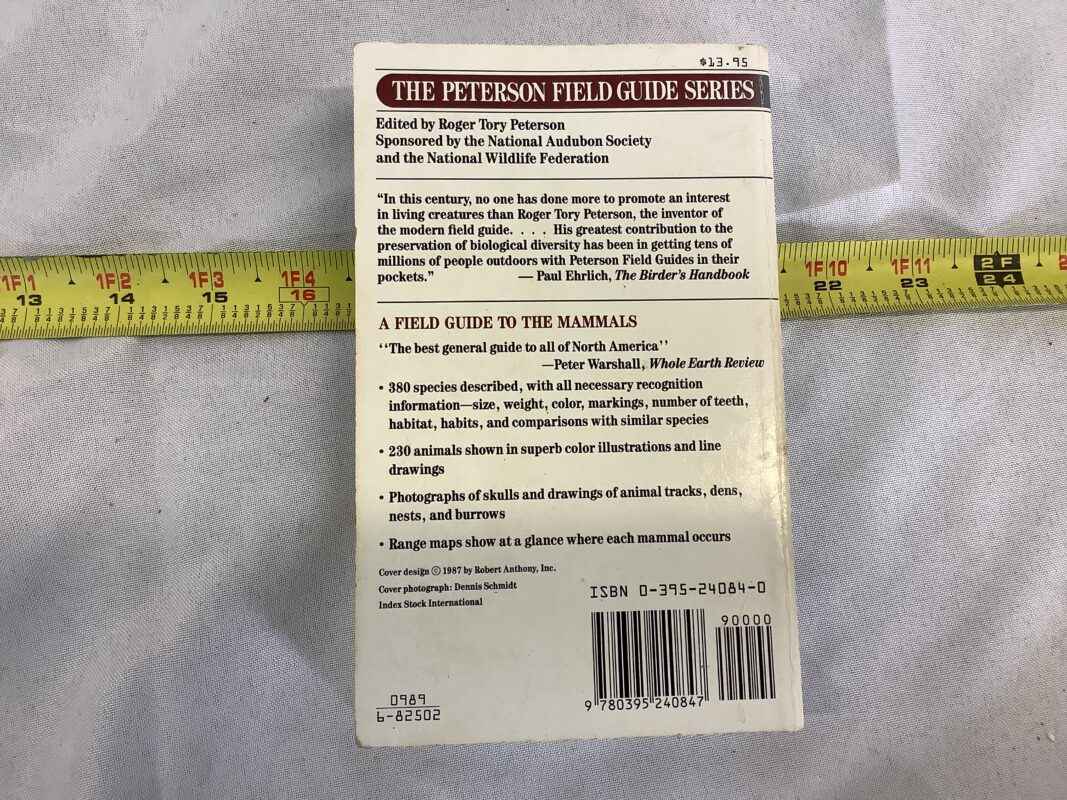 $13.95
THE PETERSON FIELD GUIDE SERIES
Edited by Roger Tory Peterson
Sponsored by the National Audubon Society
and the National Wildlife Federation
“In this century, no one has done more to promote an interest
in living creatures than Roger Tory Peterson, the inventor of
the modern field guide. . . . His greatest contribution to the
preservation of biological diversity has been in getting tens of
millions of people outdoors with Peterson Field Guides in their
pockets.” — Paul Ehrlich, The Birder's Handbook
1F1 1F2 1F3 1F4 1F10 1F11 2F
13 14 15 16 22 23 24
A FIELD GUIDE TO THE MAMMALS
‘‘The best general guide to all of North America’’
—Peter Warshall, Whole Earth Review
• 380 species described, with all necessary recognition
information—size, weight, color, markings, number of teeth,
habitat, habits, and comparisons with similar species
• 230 animals shown in superb color illustrations and line
drawings
• Photographs of skulls and drawings of animal tracks, dens,
nests, and burrows
• Range maps show at a glance where each mammal occurs
Cover design © 1987 by Robert Anthony, Inc.
Cover photograph: Dennis Schmidt
Index Stock International
ISBN 0-395-24084-0
90000
9 780395 240847
0989
6-82502